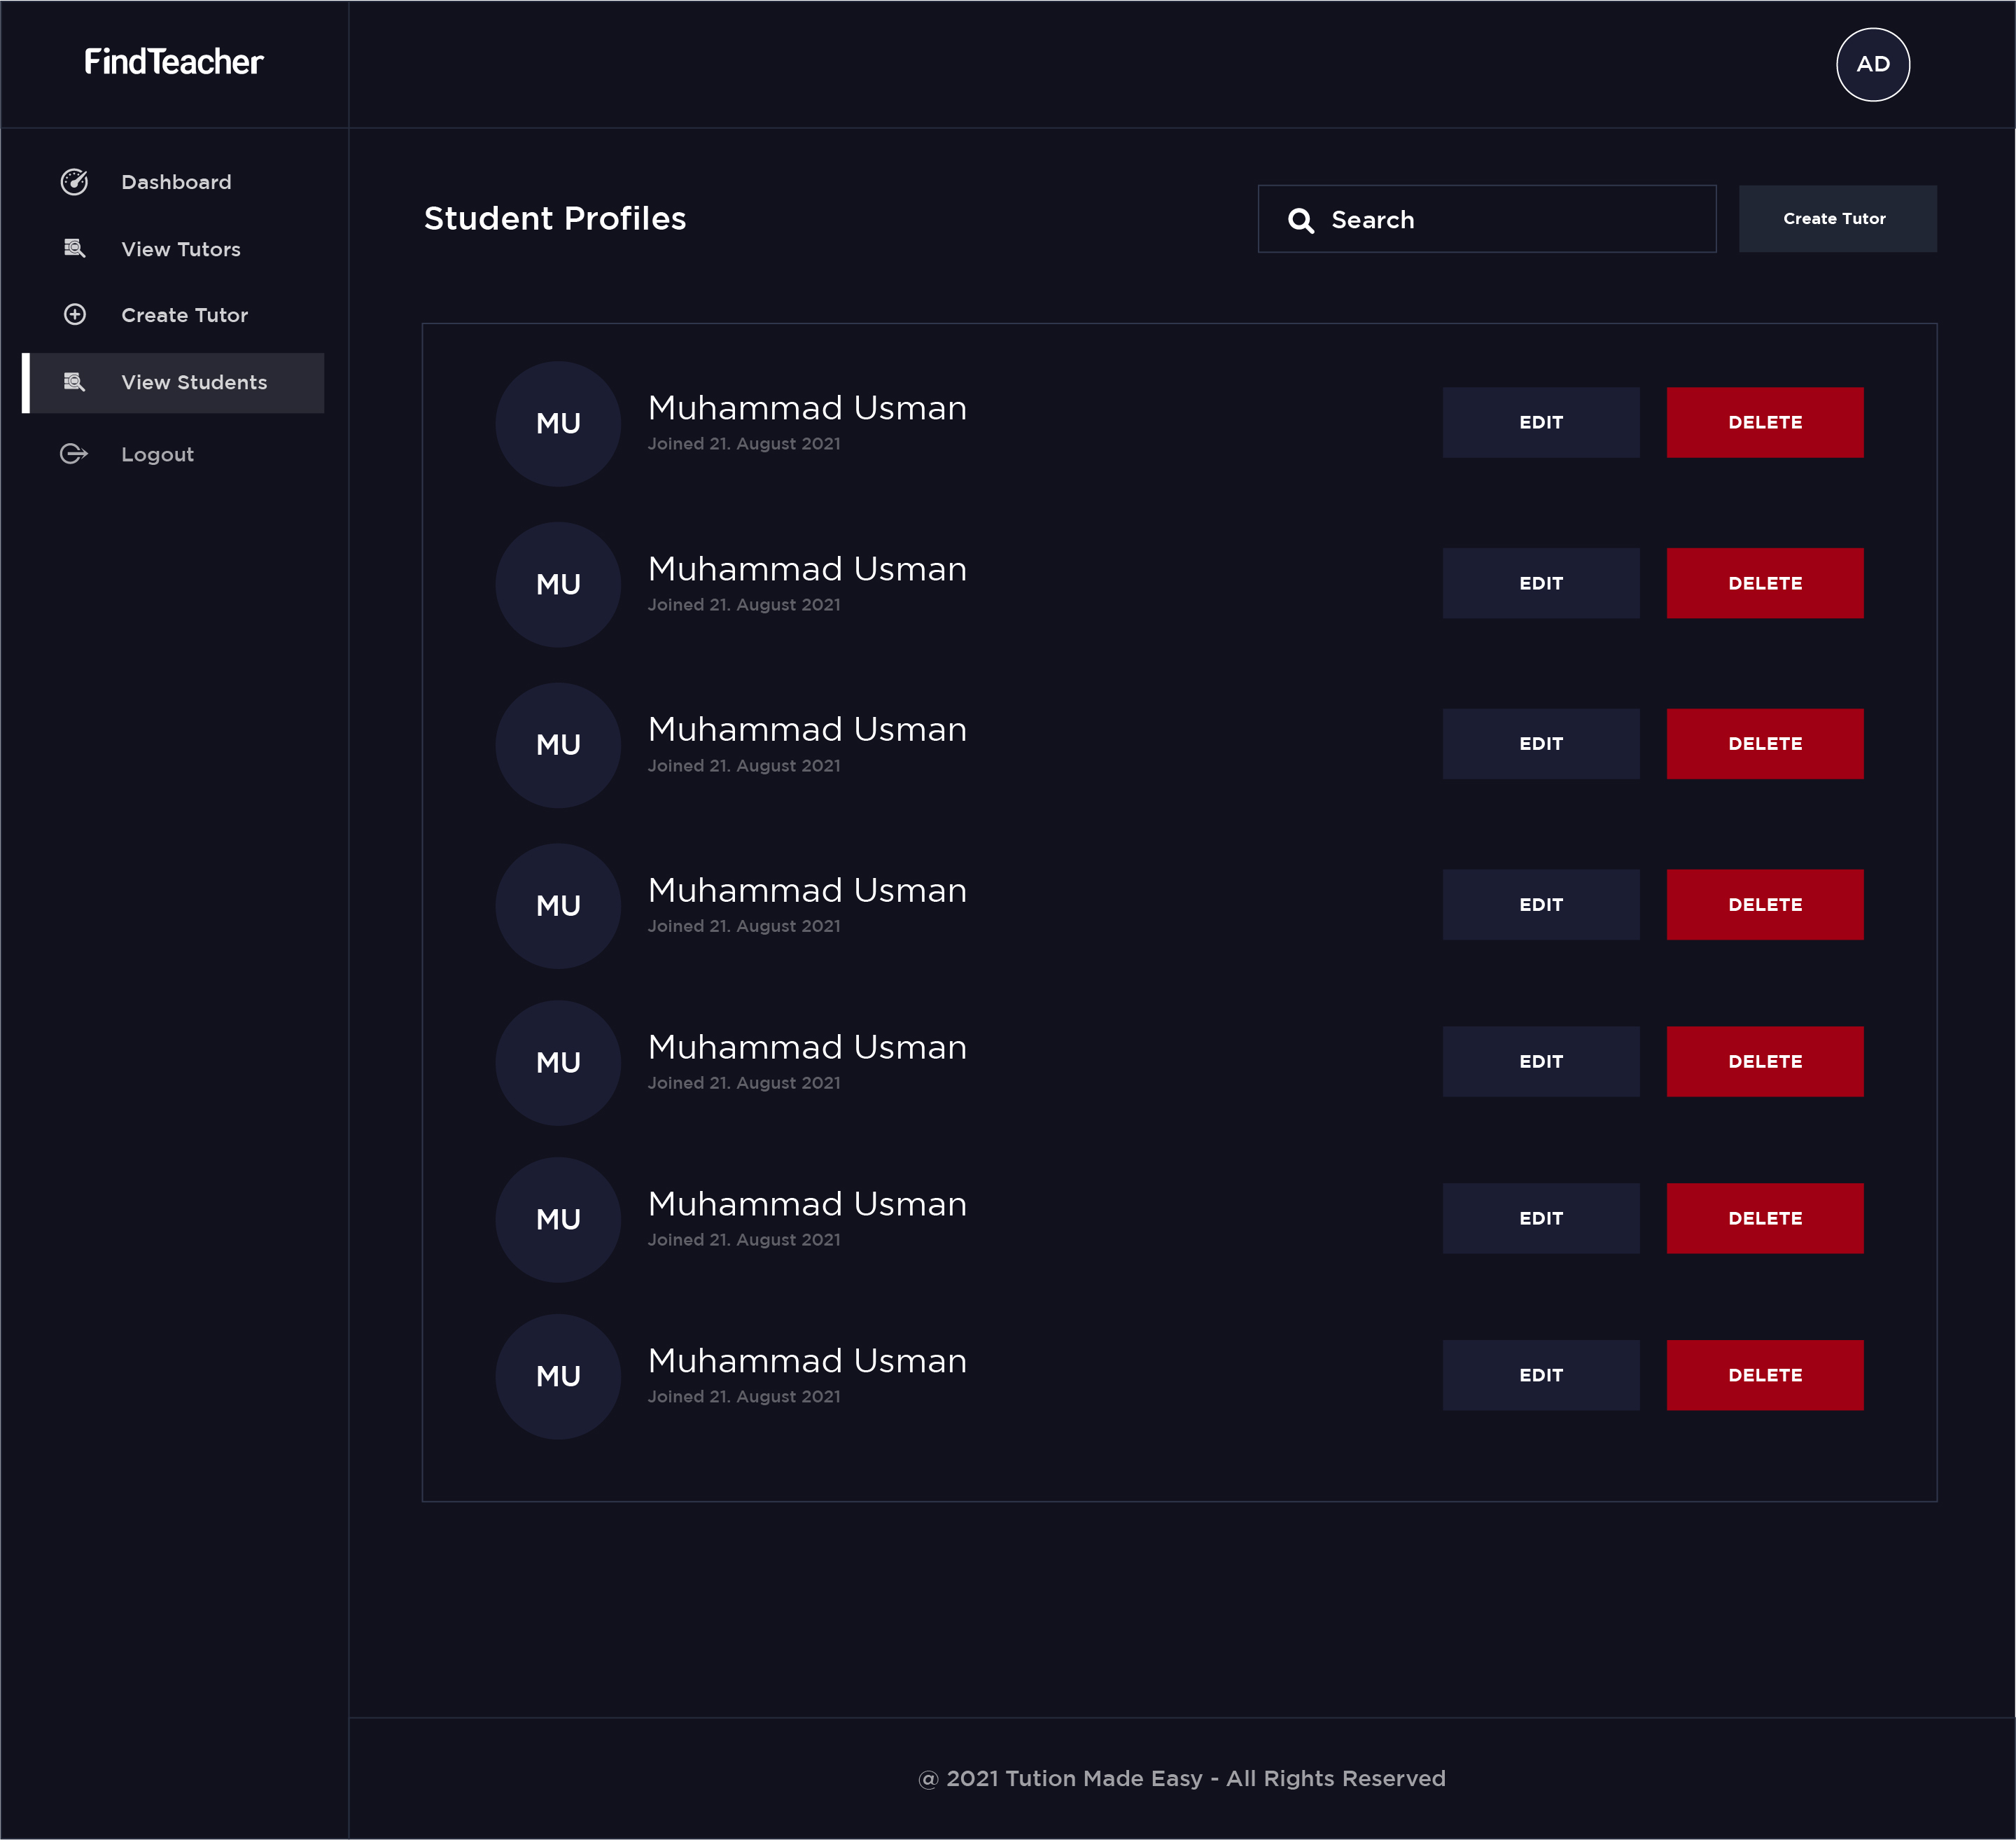 FindTeacher
AD
Dashboard
View Tutors
Create Tutor
View Students
Logout
Student Profiles
Search
Create Tutor
MU
Muhammad Usman
Joined 21. August 2021
EDIT
DELETE
MU
Muhammad Usman
Joined 21. August 2021
EDIT
DELETE
MU
Muhammad Usman
Joined 21. August 2021
EDIT
DELETE
MU
Muhammad Usman
Joined 21. August 2021
EDIT
DELETE
MU
Muhammad Usman
Joined 21. August 2021
EDIT
DELETE
MU
Muhammad Usman
Joined 21. August 2021
EDIT
DELETE
MU
Muhammad Usman
Joined 21. August 2021
EDIT
DELETE
@ 2021 Tution Made Easy - All Rights Reserved